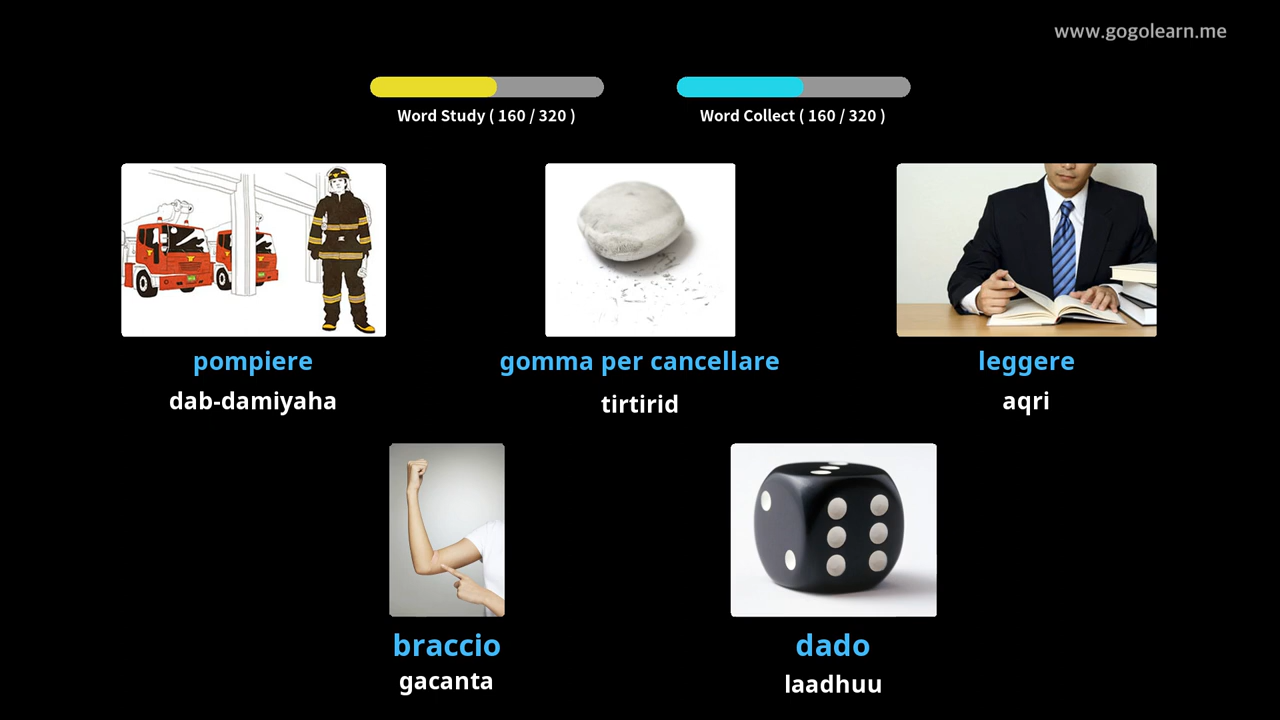 www.gogolearn.me
Word Study ( 160 / 320 )
Word Collect ( 160 / 320 )
pompiere
dab-damiyaha
gomma per cancellare
tirtirid
leggere
aqri
braccio
gacanta
dado
laadhuu